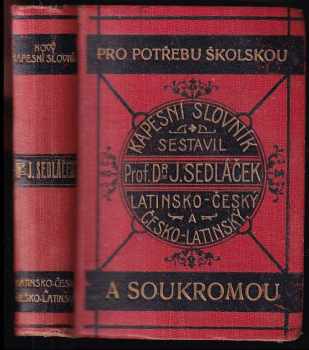 NOVÝ
KAPESNÍ SLOVNÍK
DR. J. SEDLÁČEK
LATINSKO-ČESKÝ
A
ČESKO-LATINSKÝ
PRO POTŘEBU ŠKOLSKOU
KAPESNÍ SLOVNÍK
SESTAVIL
Prof. DR. J. SEDLÁČEK
LATINSKO-ČESKÝ
A
ČESKO-LATINSKÝ
A SOUKROMOU